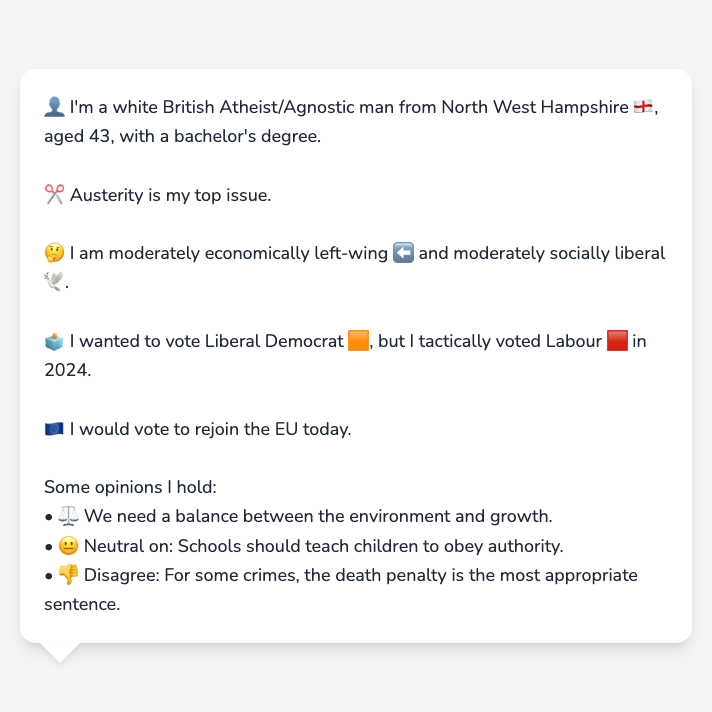 👤 I'm a white British Atheist/Agnostic man from North West Hampshire 🏴󠁧󠁢󠁥󠁮󠁧󠁿,
aged 43, with a bachelor's degree.
✂️ Austerity is my top issue.
🤔 I am moderately economically left-wing ⬅️ and moderately socially liberal
🕊️.
🗳️ I wanted to vote Liberal Democrat 🟧, but I tactically voted Labour 🟥 in
2024.
🇪🇺 I would vote to rejoin the EU today.
Some opinions I hold:
• ⚖️ We need a balance between the environment and growth.
• 😐 Neutral on: Schools should teach children to obey authority.
• 👎 Disagree: For some crimes, the death penalty is the most appropriate
sentence.